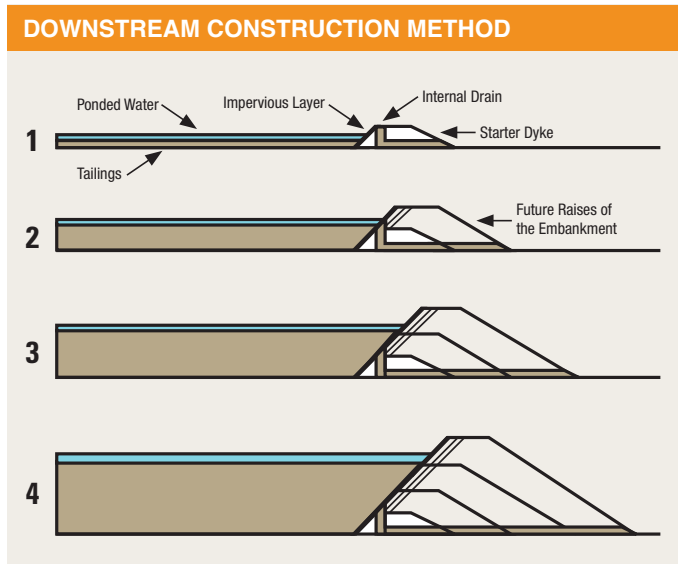 DOWNSTREAM CONSTRUCTION METHOD
Ponded Water
Impervious Layer
Internal Drain
1
Starter Dyke
Tailings
2
Future Raises of
the Embankment
3
4